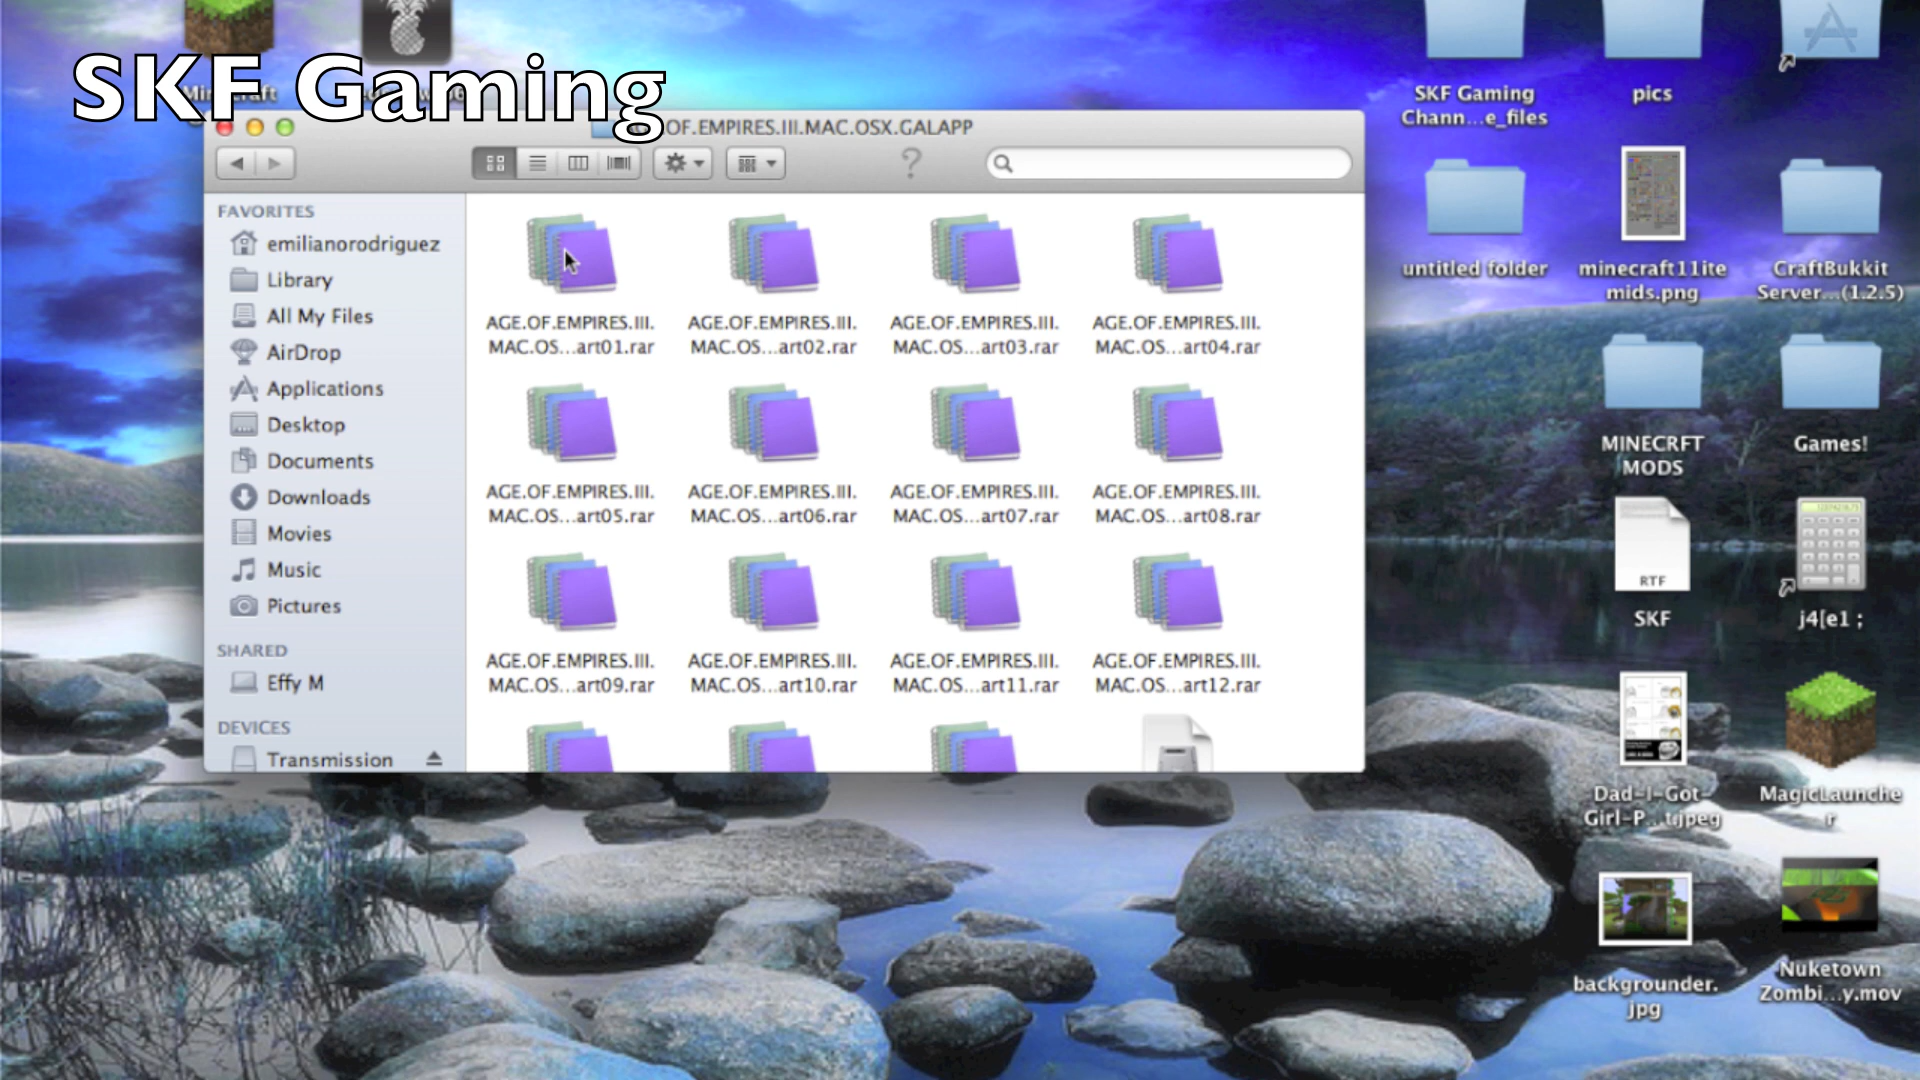 SKF Gaming
OF.EMPIRES.III.MAC.OSX.GALAPP
FAVORITES
emilianorodriguez
Library
All My Files
AirDrop
Applications
Desktop
Documents
Downloads
Movies
Music
Pictures
SHARED
Effy M
DEVICES
Transmission
AGE.OF.EMPIRES.III.
MAC.OS...art01.rar
AGE.OF.EMPIRES.III.
MAC.OS...art02.rar
AGE.OF.EMPIRES.III.
MAC.OS...art03.rar
AGE.OF.EMPIRES.III.
MAC.OS...art04.rar
AGE.OF.EMPIRES.III.
MAC.OS...art05.rar
AGE.OF.EMPIRES.III.
MAC.OS...art06.rar
AGE.OF.EMPIRES.III.
MAC.OS...art07.rar
AGE.OF.EMPIRES.III.
MAC.OS...art08.rar
AGE.OF.EMPIRES.III.
MAC.OS...art09.rar
AGE.OF.EMPIRES.III.
MAC.OS...art10.rar
AGE.OF.EMPIRES.III.
MAC.OS...art11.rar
AGE.OF.EMPIRES.III.
MAC.OS...art12.rar
SKF Gaming
Chann...e_files
pics
untitled folder
minecraft11ite
mids.png
CraftBukkit
Server...(1.2.5)
MINECRFT
MODS
Games!
RTF
SKF
j4[e1 ;
Dad-I-Got-
Girl-P...tijpeg
MagicLaunche
r
backgrounder.
jpg
Nuketown
Zombi...y.mov